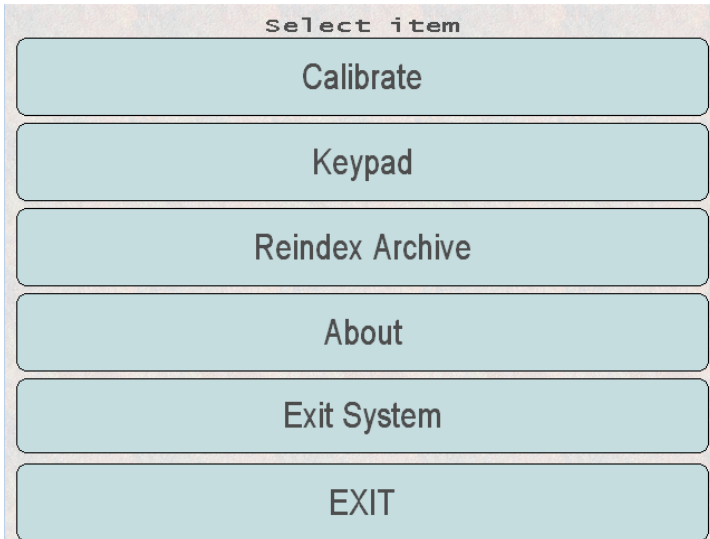 Select item
Calibrate
Keypad
Reindex Archive
About
Exit System
EXIT